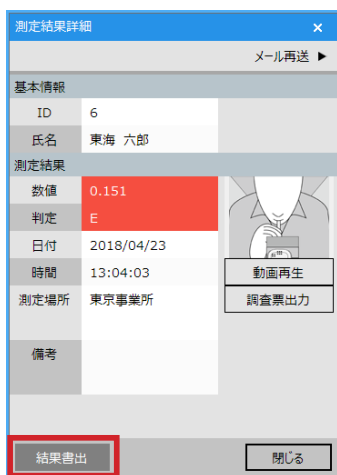 測定結果詳細 ×
メール再送 ▶
基本情報
ID 6
氏名 東海 六郎
測定結果
数値 0.151
判定 E
日付 2018/04/23
時間 13:04:03 動画再生
測定場所 東京事業所 調査票出力
備考
結果書出 閉じる